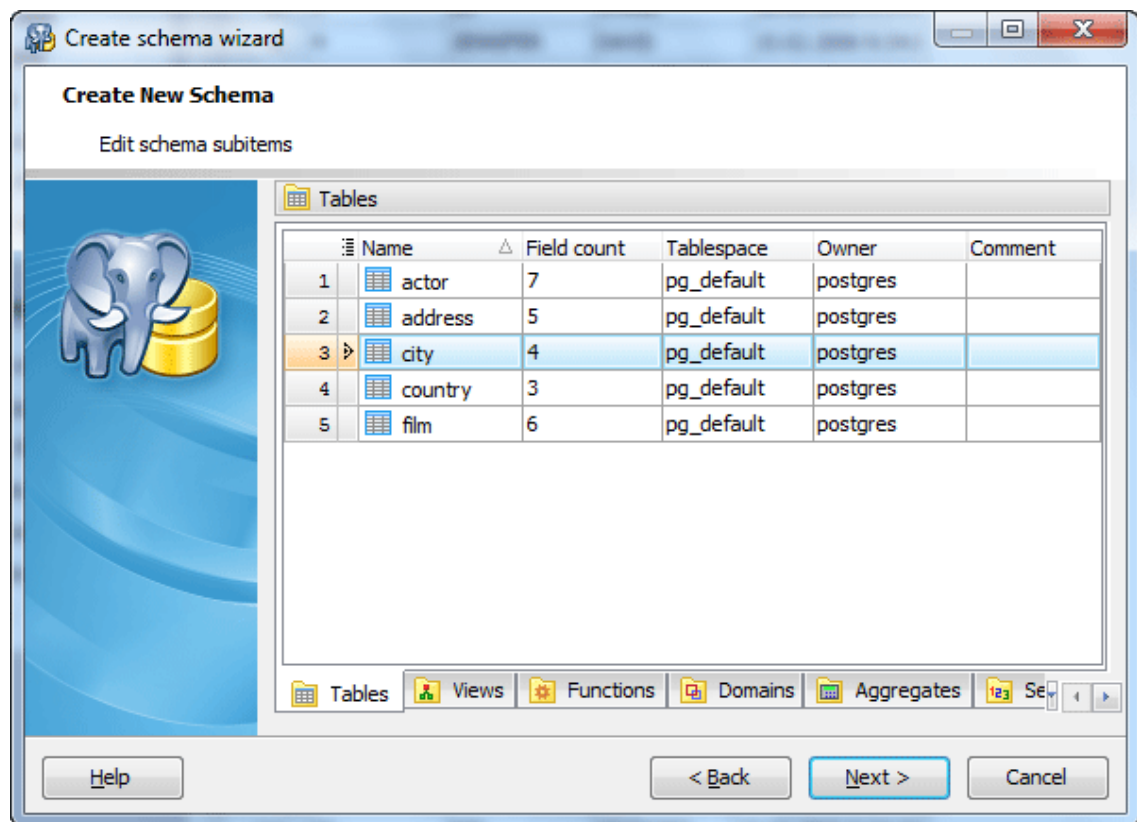 Create schema wizard
Create New Schema
Edit schema subitems
Tables
Name Field count Tablespace Owner Comment
1 actor 7 pg_default postgres
2 address 5 pg_default postgres
3 city 4 pg_default postgres
4 country 3 pg_default postgres
5 film 6 pg_default postgres
Tables Views Functions Domains Aggregates 123 Se
Help < Back Next > Cancel